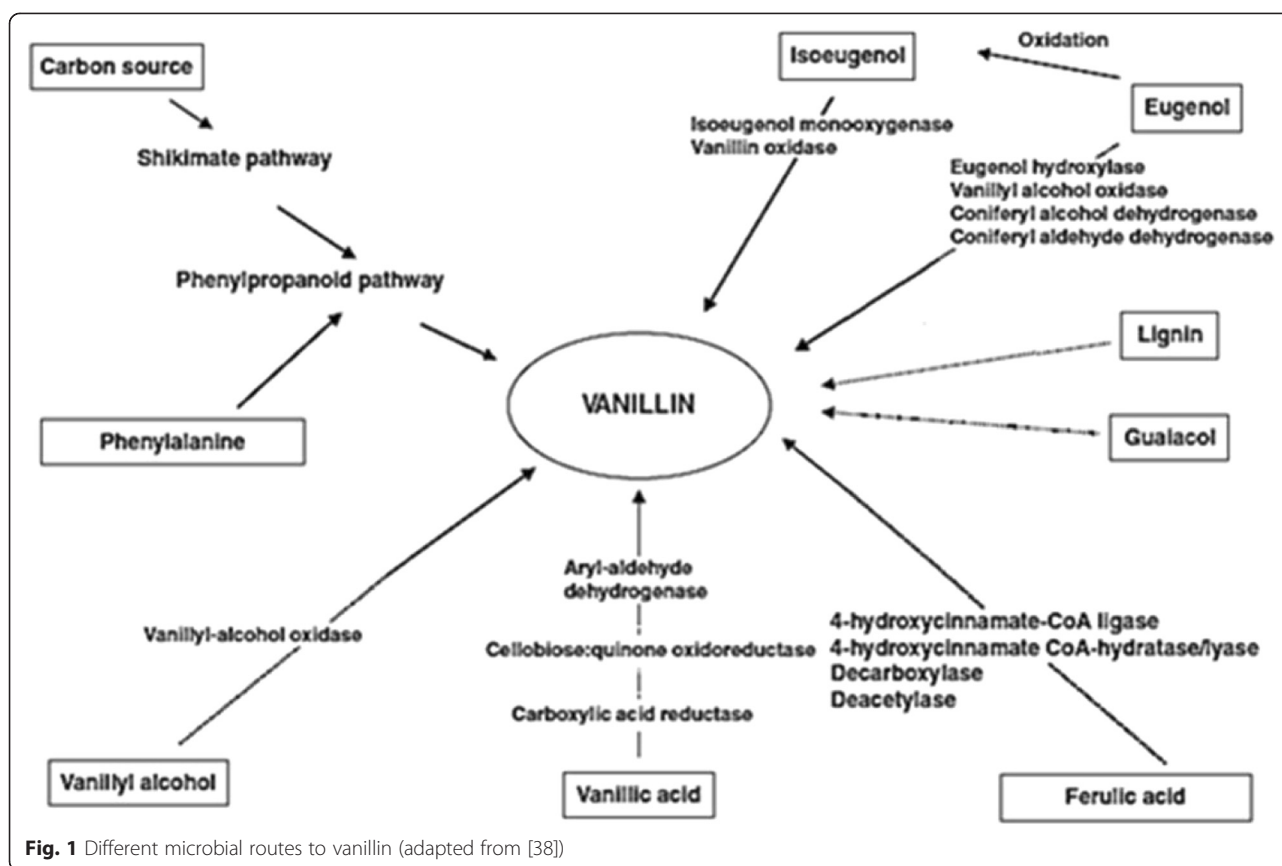 Carbon source
Shikimate pathway
Phenylpropanoid pathway
Phenylalanine
Isoeugenol
Oxidation
Eugenol
Isoeugenol monooxygenase
Vanillin oxidase
Eugenol hydroxylase
Vanillyl alcohol oxidase
Coniferyl alcohol dehydrogenase
Coniferyl aldehyde dehydrogenase
Lignin
Guaiacol
VANILLIN
Vanillyl-alcohol oxidase
Vanillyl alcohol
Aryl-aldehyde
dehydrogenase
Cellobiose:quinone oxidoreductase
Carboxylic acid reductase
Vanillic acid
4-hydroxycinnamate-CoA ligase
4-hydroxycinnamate CoA-hydratase/lyase
Decarboxylase
Deacetylase
Ferulic acid
Fig. 1 Different microbial routes to vanillin (adapted from [38])